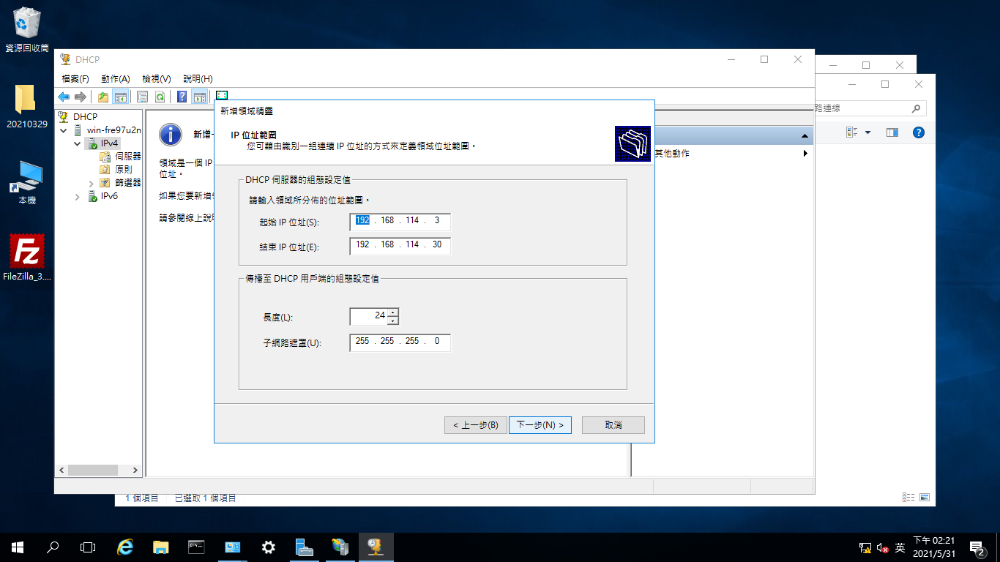 資源回收筒
20210329
本機
FileZilla_3....
DHCP
檔案(F) 動作(A) 檢視(V) 說明(H)
DHCP
win-fre97u2n
IPv4
伺服器
原則
篩選器
IPv6
新增
領域是一個 IP
位址。
如果您要新增
請參閱線上說
新增領域精靈
IP 位址範圍
您可藉由識別一組連續 IP 位址的方式來定義領域位址範圍。
DHCP 伺服器的組態設定值
請輸入領域所分佈的位址範圍。
起始 IP 位址(S): 192 . 168 . 114 . 3
結束 IP 位址(E): 192 . 168 . 114 . 30
傳播至 DHCP 用戶端的組態設定值
長度(L): 24
子網路遮罩(U): 255 . 255 . 255 . 0
< 上一步(B) 下一步(N) > 取消
其他動作
路連線
1 個項目 已選取 1 個項目
英
下午 02:21
2021/5/31
2